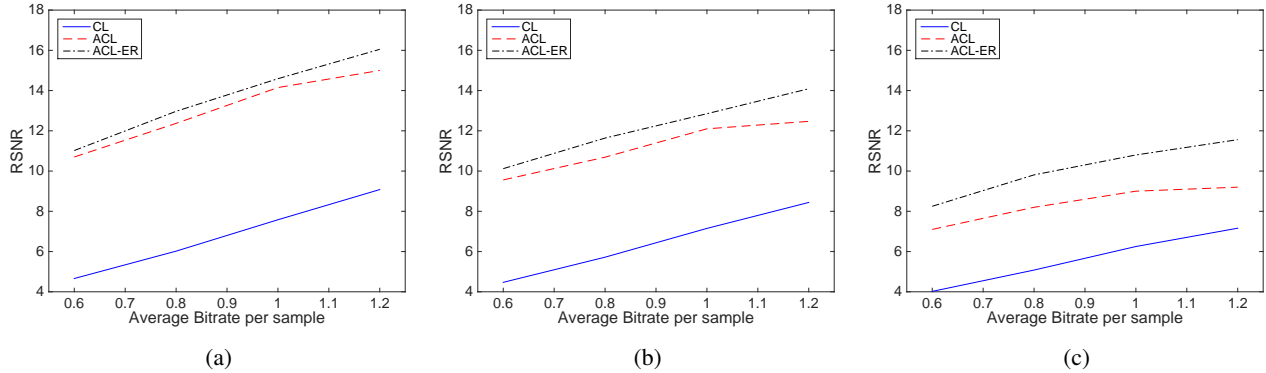 18
16
14
12
10
8
6
4
RSNR
CL
ACL
ACL-ER
0.6 0.7 0.8 0.9 1 1.1 1.2
Average Bitrate per sample
(a)
18
16
14
12
10
8
6
4
RSNR
CL
ACL
ACL-ER
0.6 0.7 0.8 0.9 1 1.1 1.2
Average Bitrate per sample
(b)
18
16
14
12
10
8
6
4
RSNR
CL
ACL
ACL-ER
0.6 0.7 0.8 0.9 1 1.1 1.2
Average Bitrate per sample
(c)